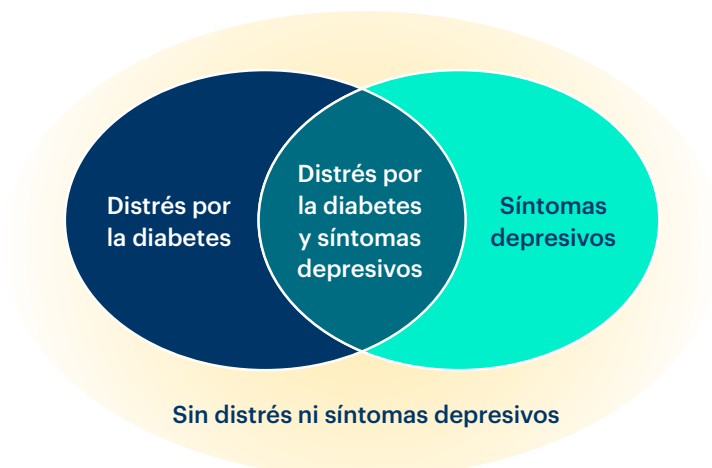 Distrés por
la diabetes
Distrés por
la diabetes
y síntomas
depresivos
Síntomas
depresivos
Sin distrés ni síntomas depresivos